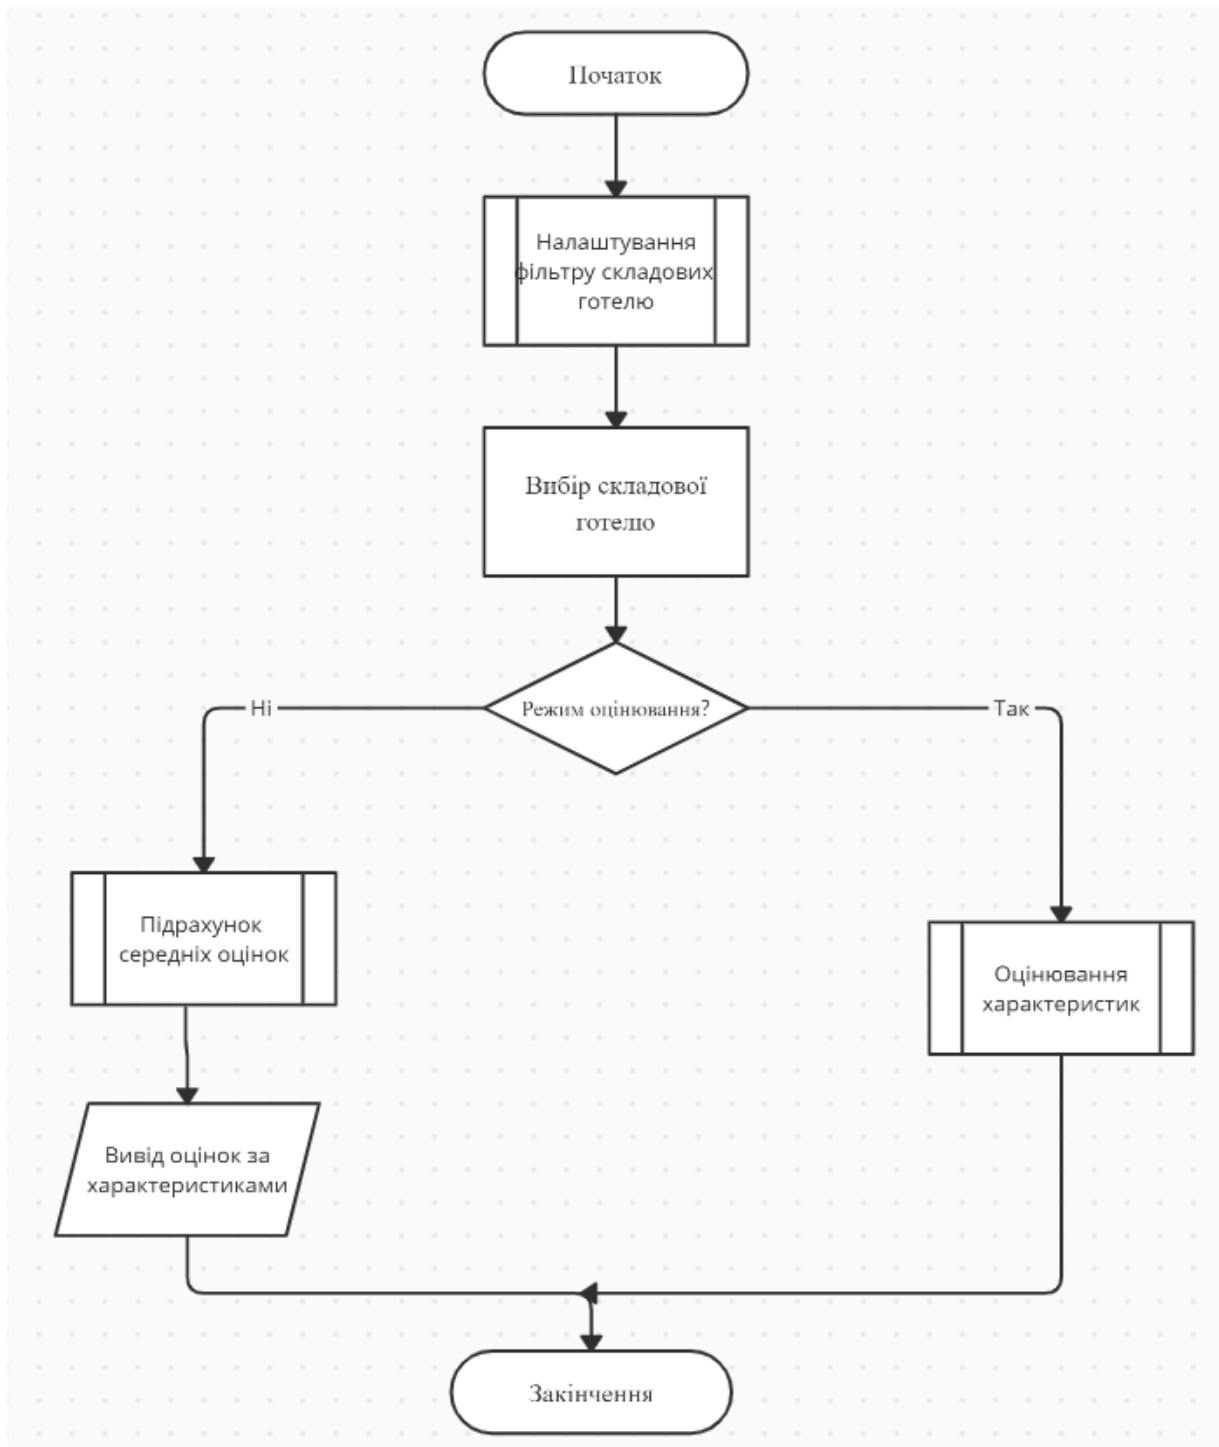 Початок
Налаштування
фільтру складових
готелю
Вибір складової
готелю
Режим оцінювання?
Ні
Так
Підрахунок
середніх оцінок
Оцінювання
характеристик
Вивід оцінок за
характеристиками
Закінчення